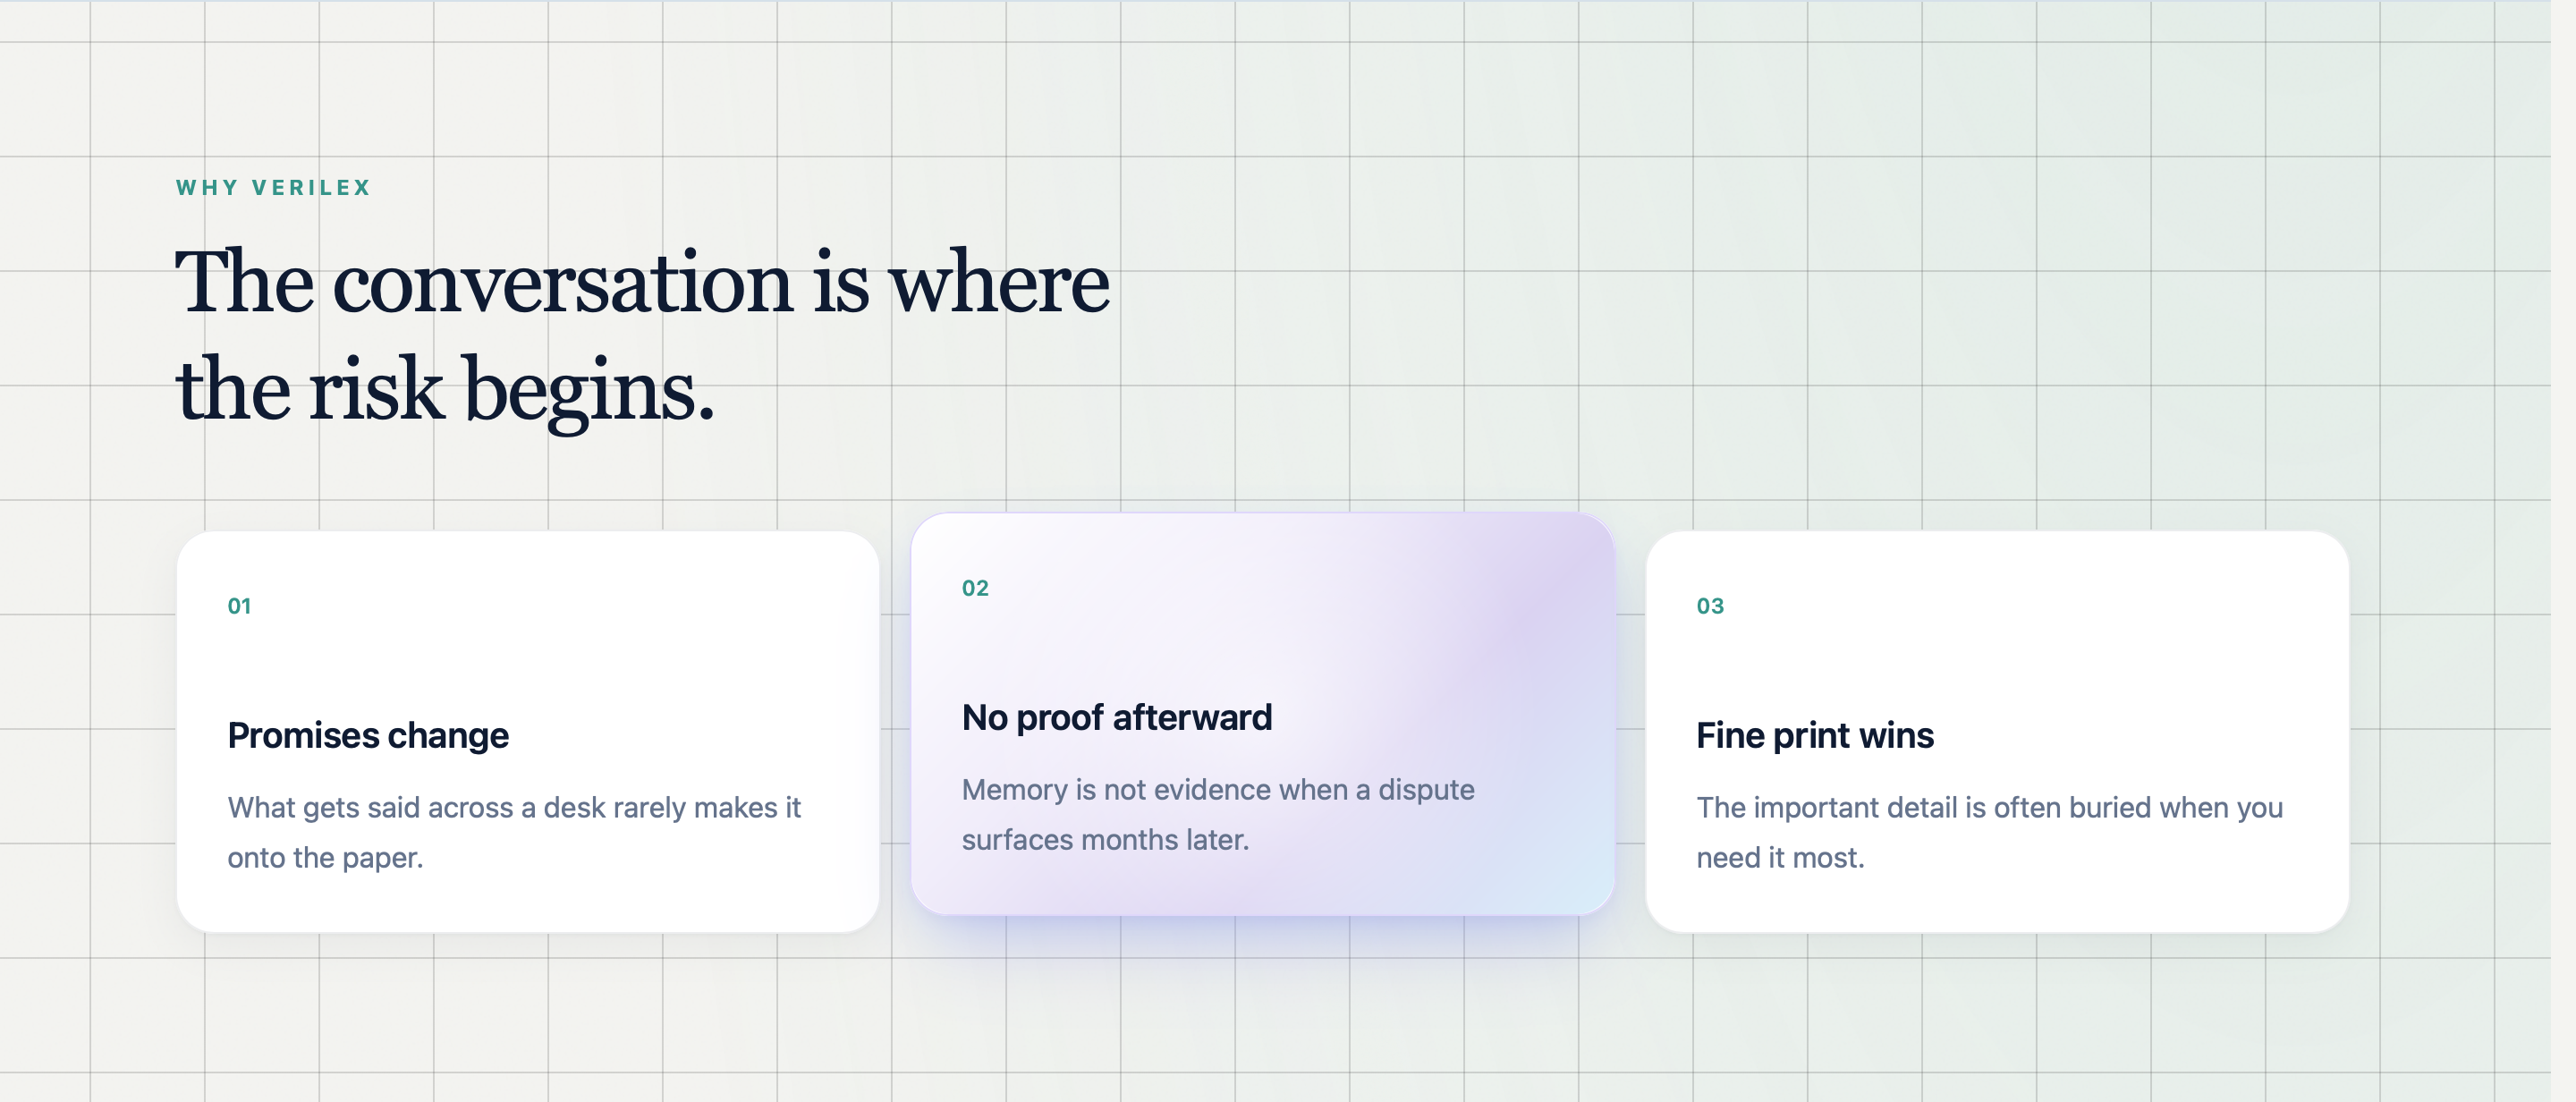 WHY VERILEX
The conversation is where
the risk begins.
01
Promises change
What gets said across a desk rarely makes it
onto the paper.
02
No proof afterward
Memory is not evidence when a dispute
surfaces months later.
03
Fine print wins
The important detail is often buried when you
need it most.